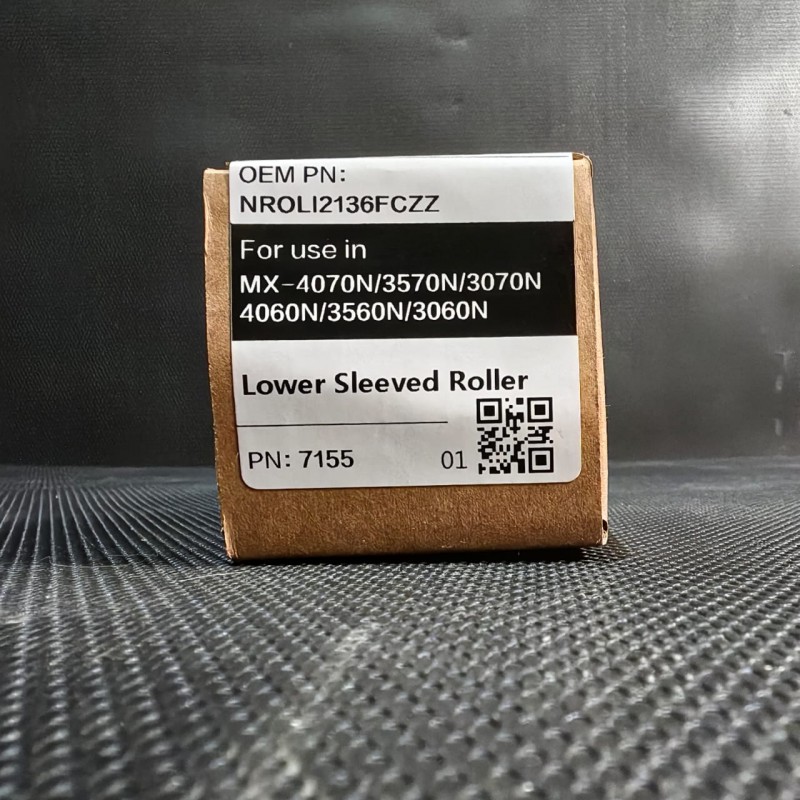 OEM PN:
NROLI2136FCZZ
For use in
MX-4070N/3570N/3070N
4060N/3560N/3060N
Lower Sleeved Roller
PN: 7155 01